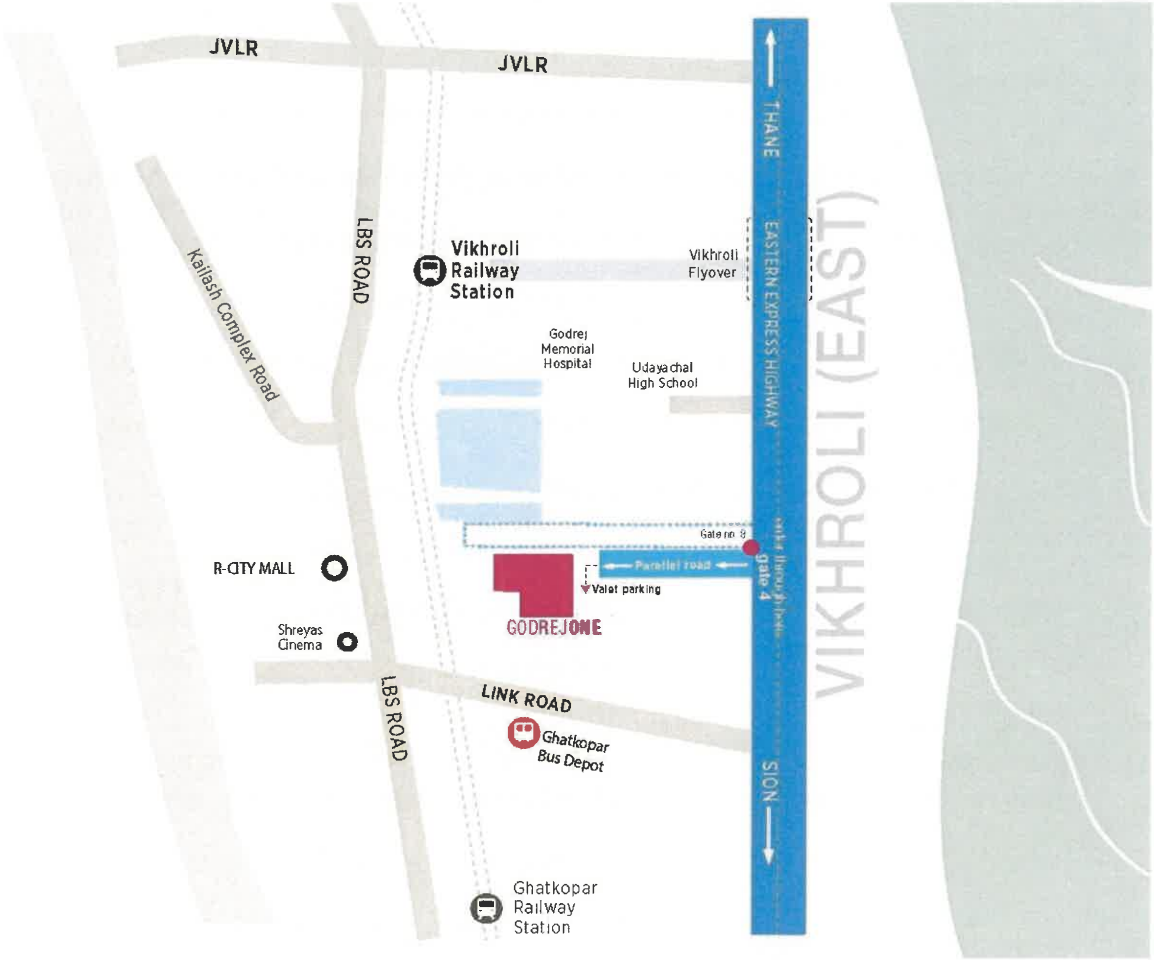 JVLR
JVLR
THANE
LBS ROAD
Kailash Complex Road
Vikhroli
Railway
Station
Vikhroli
Flyover
EASTERN EXPRESS HIGHWAY
VIKHROLI (EAST)
Godrej
Memorial
Hospital
Udayachal
High School
Gate no. 3
gate 4
Parallel road
Valet parking
R-CITY MALL
GODREJONE
Shreyas
Cinema
LINK ROAD
LBS ROAD
Ghatkopar
Bus Depot
SION
Ghatkopar
Railway
Station